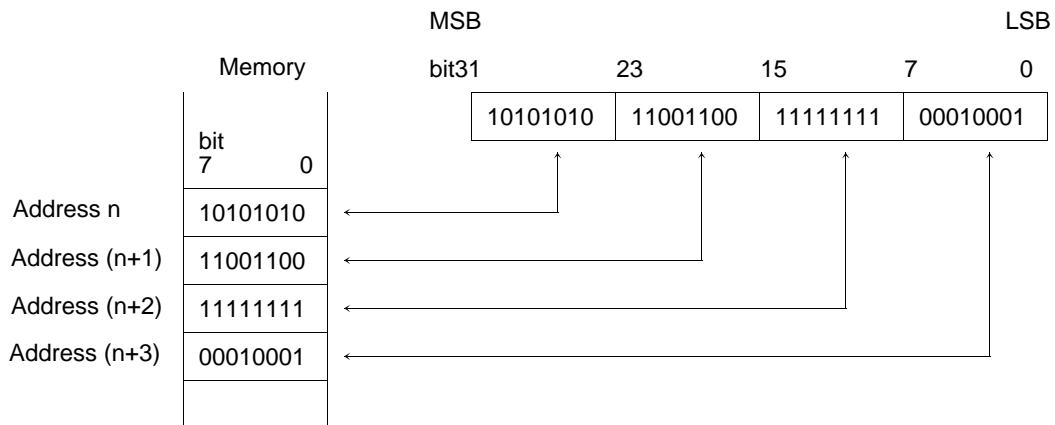 MSB LSB
Memory bit31 23 15 7 0
10101010 11001100 11111111 00010001
bit
7 0
Address n 10101010
Address (n+1) 11001100
Address (n+2) 11111111
Address (n+3) 00010001